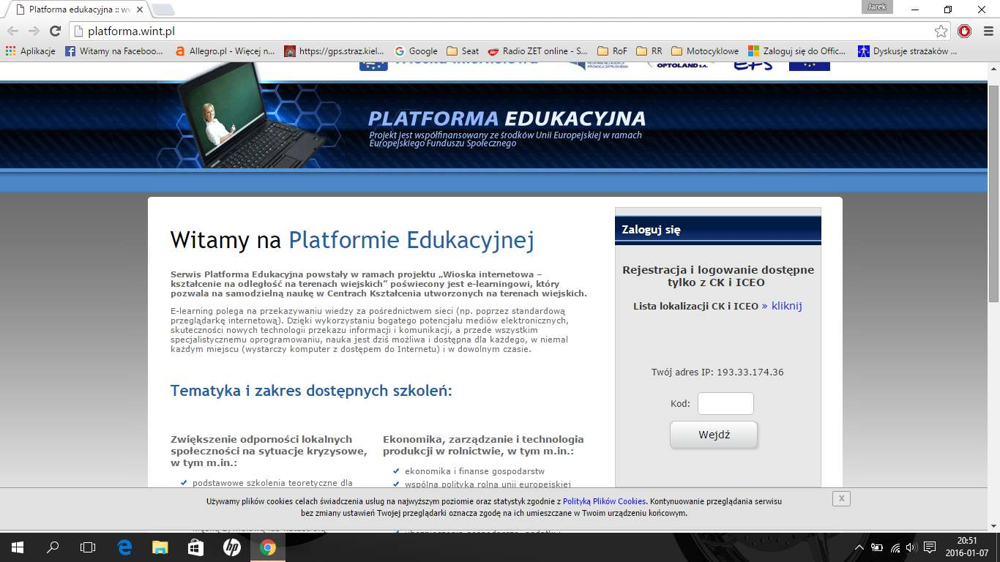 Platforma edukacyjna :: w
Jarek
platforma.wint.pl
Aplikacje
Witamy na Faceboo...
Allegro.pl - Więcej n...
https://gps.straz.kiel...
Google
Seat
Radio ZET online - S...
RoF
RR
Motocyklowe
Zaloguj się do Offic...
Dyskusje strażaków ...
OPTOLAND S.A.
EFS
PLATFORMA EDUKACYJNA
Projekt jest współfinansowany ze środków Unii Europejskiej w ramach
Europejskiego Funduszu Społecznego
Witamy na Platformie Edukacyjnej
Serwis Platforma Edukacyjna powstały w ramach projektu „Wioska internetowa –
kształcenie na odległość na terenach wiejskich” poświecony jest e-learningowi, który
pozwala na samodzielną naukę w Centrach Kształcenia utworzonych na terenach wiejskich.
E-learning polega na przekazywaniu wiedzy za pośrednictwem sieci (np. poprzez standardową
przeglądarkę internetową). Dzięki wykorzystaniu bogatego potencjału mediów elektronicznych,
skuteczności nowych technologii przekazu informacji i komunikacji, a przede wszystkim
specjalistycznemu oprogramowaniu, nauka jest dziś możliwa i dostępna dla każdego, w niemal
każdym miejscu (wystarczy komputer z dostępem do Internetu) i w dowolnym czasie.
Tematyka i zakres dostępnych szkoleń:
Zwiększenie odporności lokalnych
społeczności na sytuacje kryzysowe,
w tym m.in.:
podstawowe szkolenia teoretyczne dla
Ekonomika, zarządzanie i technologia
produkcji w rolnictwie, w tym m.in.:
ekonomika i finanse gospodarstw
wspólna polityka rolna unii europejskiej
Zaloguj się
Rejestracja i logowanie dostępne
tylko z CK i ICEO
Lista lokalizacji CK i ICEO » kliknij
Twój adres IP: 193.33.174.36
Kod:
Wejdź
Używamy plików cookies celach świadczenia usług na najwyższym poziomie oraz statystyk zgodnie z Polityką Plików Cookies. Kontynuowanie przeglądania serwisu
bez zmiany ustawień Twojej przeglądarki oznacza zgodę na ich umieszczane w Twoim urządzeniu końcowym.
X
hp
20:51
2016-01-07